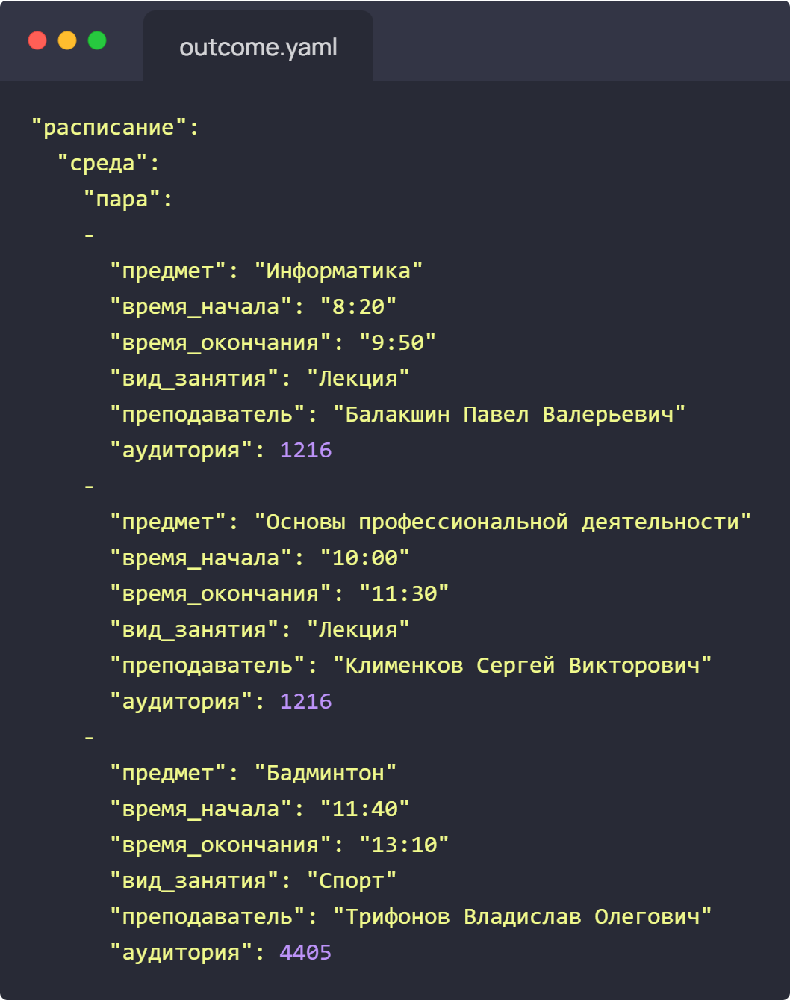 outcome.yaml
"расписание":
  "среда":
    "пара":
    -
      "предмет": "Информатика"
      "время_начала": "8:20"
      "время_окончания": "9:50"
      "вид_занятия": "Лекция"
      "преподаватель": "Балакшин Павел Валерьевич"
      "аудитория": 1216
    -
      "предмет": "Основы профессиональной деятельности"
      "время_начала": "10:00"
      "время_окончания": "11:30"
      "вид_занятия": "Лекция"
      "преподаватель": "Клименков Сергей Викторович"
      "аудитория": 1216
    -
      "предмет": "Бадминтон"
      "время_начала": "11:40"
      "время_окончания": "13:10"
      "вид_занятия": "Спорт"
      "преподаватель": "Трифонов Владислав Олегович"
      "аудитория": 4405